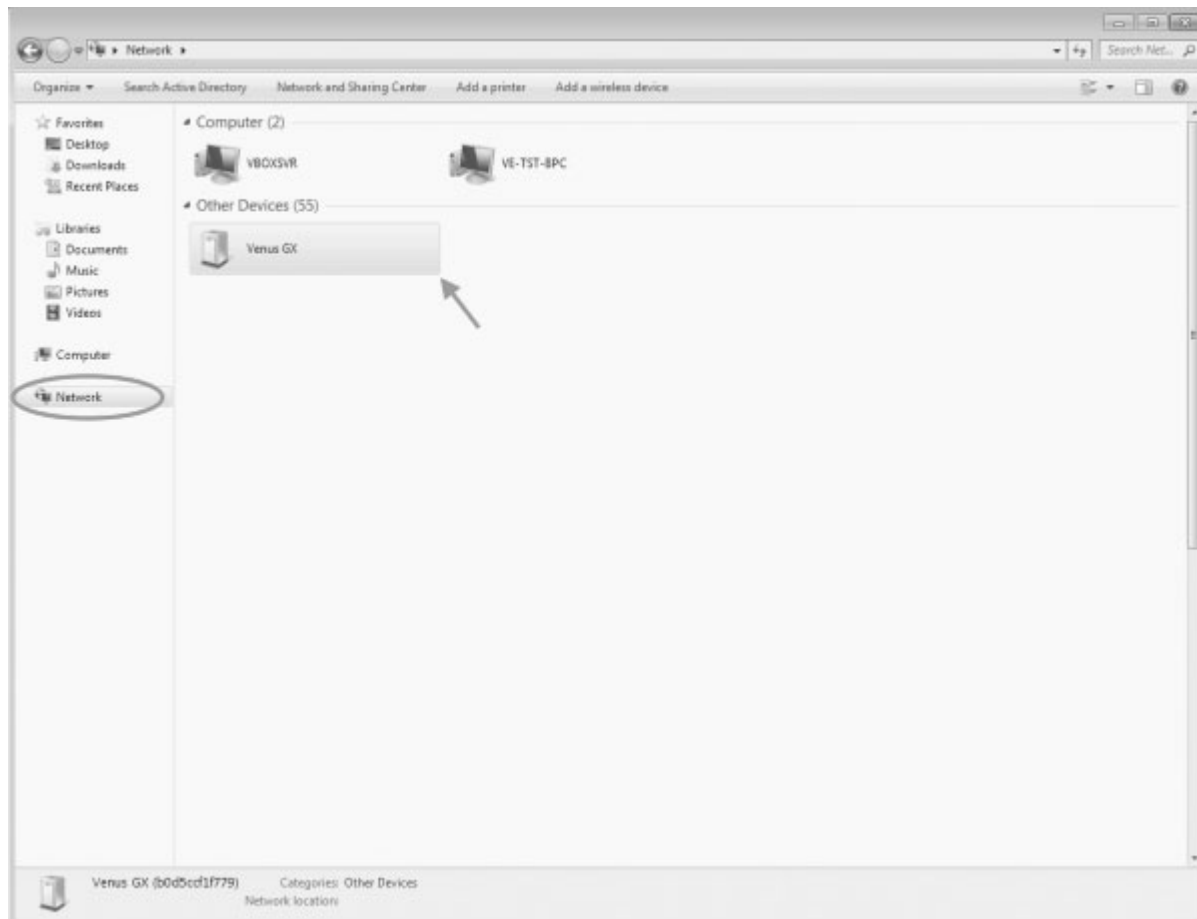 Network
Search Net...
Organize
Search Active Directory
Network and Sharing Center
Add a printer
Add a wireless device
Favorites
Desktop
Downloads
Recent Places
Libraries
Documents
Music
Pictures
Videos
Computer
Network
Computer (2)
VBOXSVR
VE-TST-8PC
Other Devices (55)
Venus GX
Venus GX (b0d5ccf1f779)
Categories: Other Devices
Network location: